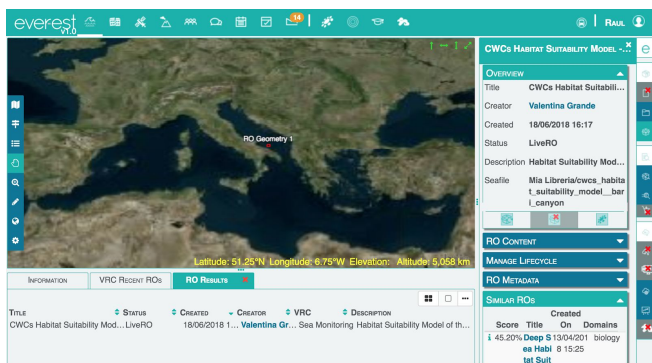 everest
v1.0
14
RAUL
RO Geometry 1
Latitude: 51.25°N Longitude: 6.75°W Elevation: Altitude: 5,058 km
INFORMATION
VRC RECENT ROS
RO RESULTS
TITLE STATUS CREATED CREATOR VRC DESCRIPTION
CWCs Habitat Suitability Mod... LiveRO 18/06/2018 1... Valentina Gr... Sea Monitoring Habitat Suitability Model of th...
CWCS HABITAT SUITABILITY MODEL -...
OVERVIEW
Title CWCs Habitat Suitabili...
Creator Valentina Grande
Created 18/06/2018 16:17
Status LiveRO
Description Habitat Suitability Mod...
Seafile Mia Libreria/cwcs_habita
t_suitability_model__bar
i_canyon
RO CONTENT
MANAGE LIFECYCLE
RO METADATA
SIMILAR ROS
Created
Score Title On Domains
45.20% Deep S 13/04/201 biology
ea Habi 8 15:25
tat Suit